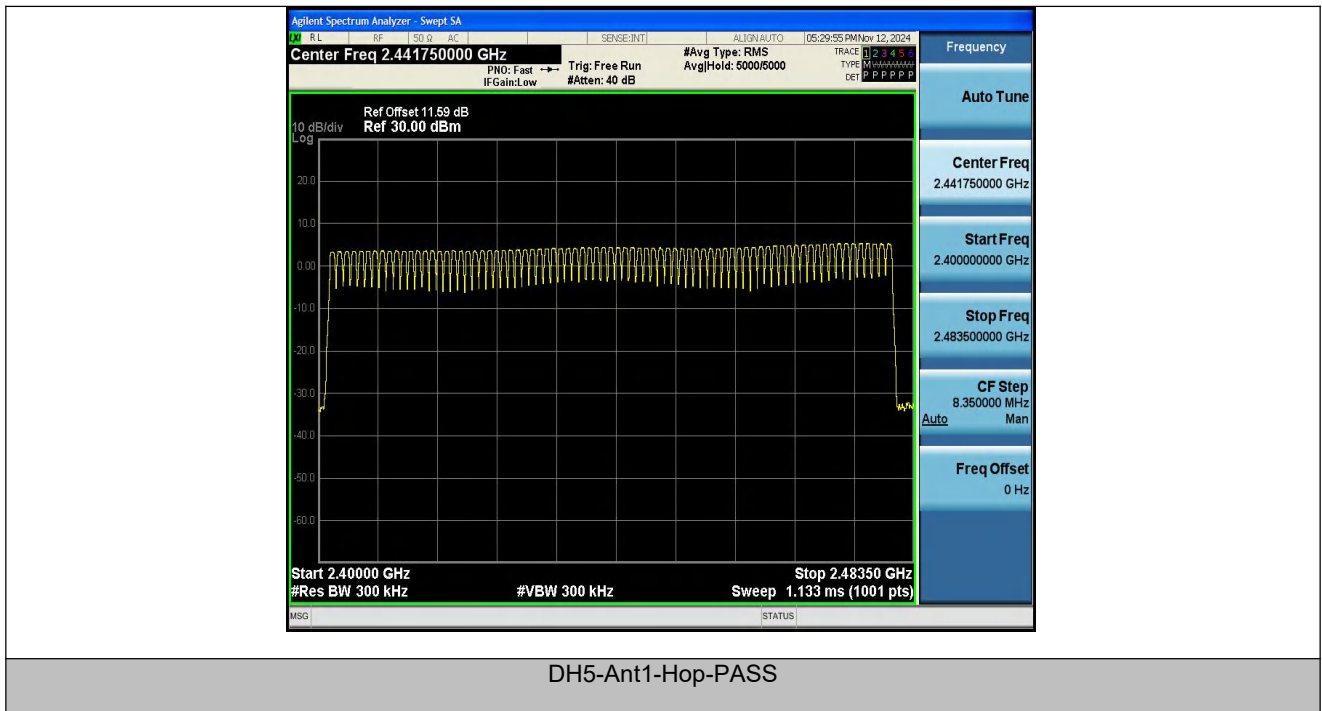 Agilent Spectrum Analyzer - Swept SA
LXI RL RF 50 Ω AC SENSE:INT ALIGN AUTO 05:29:55 PM Nov 12, 2024
Center Freq 2.441750000 GHz
PNO: Fast
IFGain:Low
Trig: Free Run
#Atten: 40 dB
#Avg Type: RMS
Avg|Hold: 5000/5000
TRACE 1 2 3 4 5 6
TYPE M
DET P P P P P P
Ref Offset 11.59 dB
10 dB/div Ref 30.00 dBm
Log
20.0
10.0
0.00
-10.0
-20.0
-30.0
-40.0
-50.0
-60.0
Start 2.40000 GHz Stop 2.48350 GHz
#Res BW 300 kHz #VBW 300 kHz Sweep 1.133 ms (1001 pts)
MSG STATUS
Frequency
Auto Tune
Center Freq
2.441750000 GHz
Start Freq
2.400000000 GHz
Stop Freq
2.483500000 GHz
CF Step
8.350000 MHz
Auto Man
Freq Offset
0 Hz
DH5-Ant1-Hop-PASS